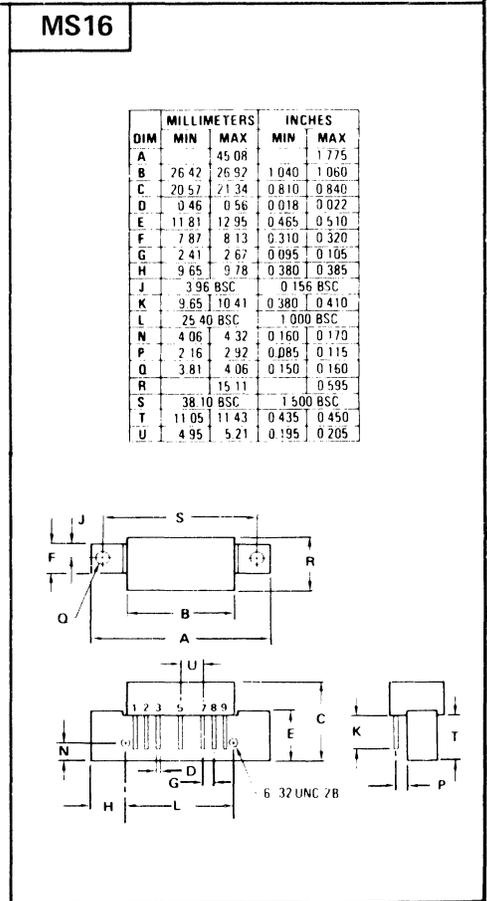 MS16
MILLIMETERS INCHES
DIM MIN MAX MIN MAX
A 45 08 1 775
B 26 42 26 92 1 040 1 060
C 20 57 21 34 0 810 0 840
D 0 46 0 56 0 018 0 022
E 11 81 12 95 0 465 0 510
F 7 87 8 13 0.310 0 320
G 2 41 2 67 0 095 0 105
H 9 65 9 78 0 380 0 385
J 3 96 BSC 0 156 BSC
K 9.65 10 41 0 380 0 410
L 25 40 BSC 1 000 BSC
N 4 06 4 32 0 160 0 170
P 2 16 2 92 0.085 0 115
Q 3.81 4 06 0 150 0 160
R 15 11 0 595
S 38.10 BSC 1 500 BSC
T 11 05 11 43 0 435 0 450
U 4 95 5 21 0.195 0 205
J S
F R
Q B
A
U
1 2 3 5 7 8 9
C
E K T
N
D P
G
H L 6 32 UNC 2B